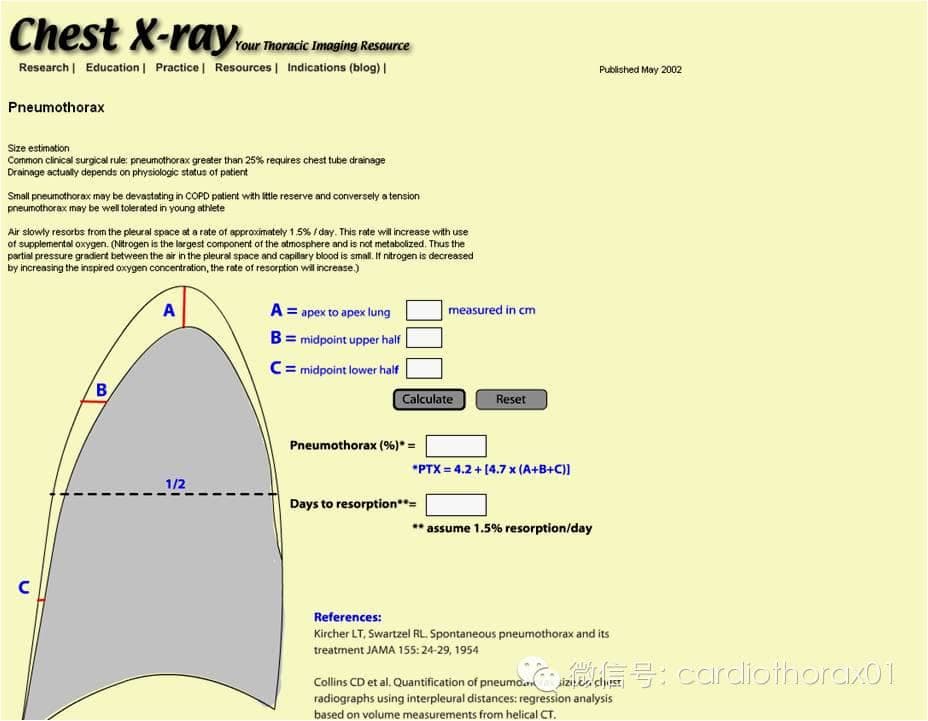 Chest X-ray Your Thoracic Imaging Resource
Research | Education | Practice | Resources | Indications (blog) |
Published May 2002
Pneumothorax
Size estimation
Common clinical surgical rule: pneumothorax greater than 25% requires chest tube drainage
Drainage actually depends on physiologic status of patient
Small pneumothorax may be devastating in COPD patient with little reserve and conversely a tension
pneumothorax may be well tolerated in young athlete
Air slowly resorbs from the pleural space at a rate of approximately 1.5% / day. This rate will increase with use
of supplemental oxygen. (Nitrogen is the largest component of the atmosphere and is not metabolized. Thus the
partial pressure gradient between the air in the pleural space and capillary blood is small. If nitrogen is decreased
by increasing the inspired oxygen concentration, the rate of resorption will increase.)
A
A = apex to apex lung measured in cm
B = midpoint upper half
C = midpoint lower half
B
Calculate Reset
Pneumothorax (%)* =
*PTX = 4.2 + [4.7 x (A+B+C)]
1/2
Days to resorption**=
** assume 1.5% resorption/day
C
References:
Kircher LT, Swartzel RL. Spontaneous pneumothorax and its
treatment JAMA 155: 24-29, 1954
Collins CD et al. Quantification of pneumothorax size on chest
radiographs using interpleural distances: regression analysis
based on volume measurements from helical CT.
微信号: cardiothorax01